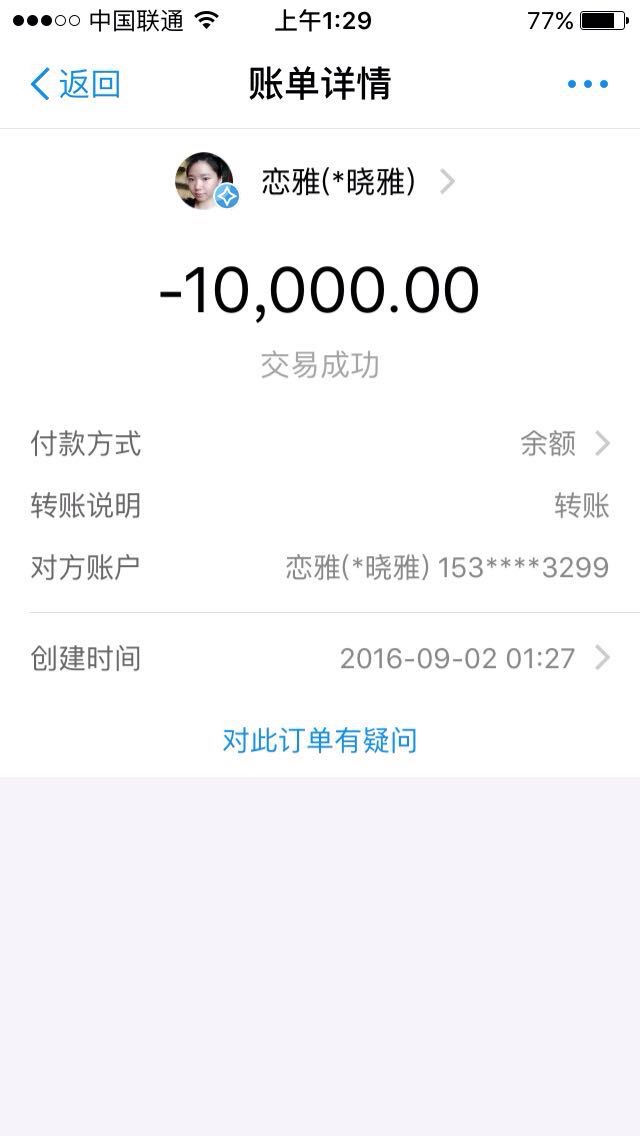 中国联通 上午1:29 77%
返回 账单详情
恋雅(*晓雅)
-10,000.00
交易成功
付款方式 余额
转账说明 转账
对方账户 恋雅(*晓雅) 153****3299
创建时间 2016-09-02 01:27
对此订单有疑问